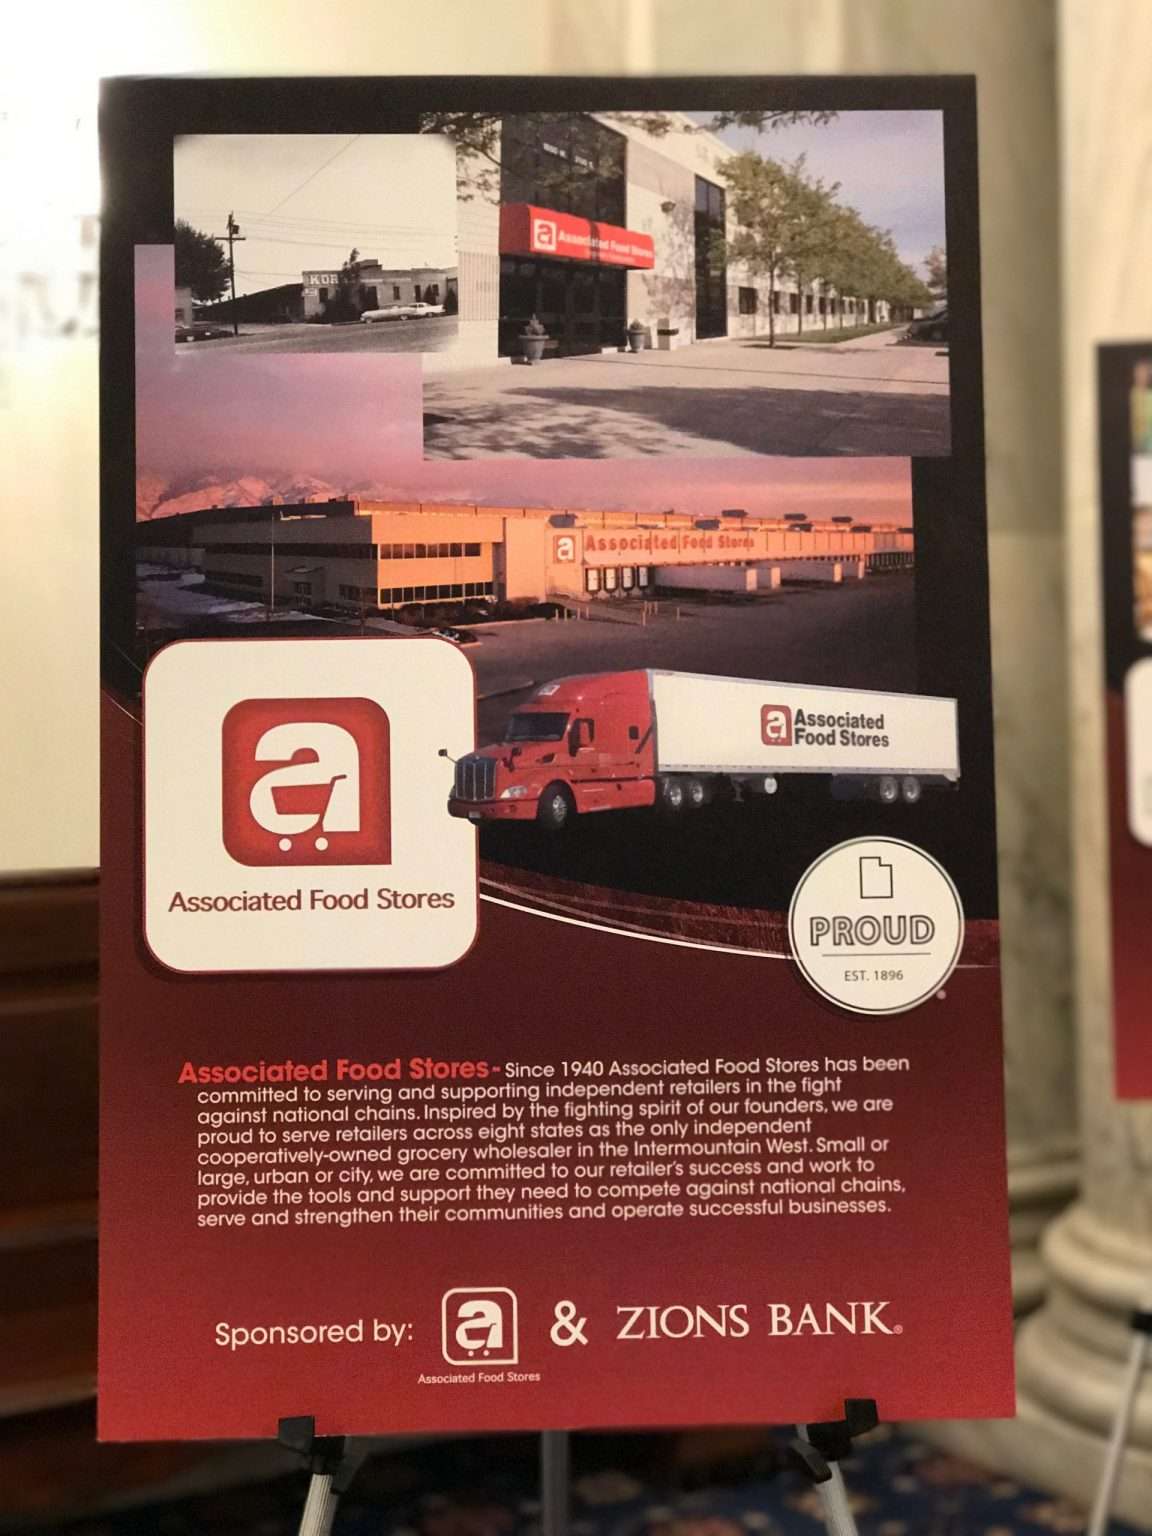 KOR
a Associated Food Stores
a Associated Food Stores
a Associated
Food Stores
a
Associated Food Stores
PROUD
EST. 1896
Associated Food Stores - Since 1940 Associated Food Stores has been
committed to serving and supporting independent retailers in the fight
against national chains. Inspired by the fighting spirit of our founders, we are
proud to serve retailers across eight states as the only independent
cooperatively-owned grocery wholesaler in the Intermountain West. Small or
large, urban or city, we are committed to our retailer's success and work to
provide the tools and support they need to compete against national chains,
serve and strengthen their communities and operate successful businesses.
Sponsored by: a & ZIONS BANK®
Associated Food Stores